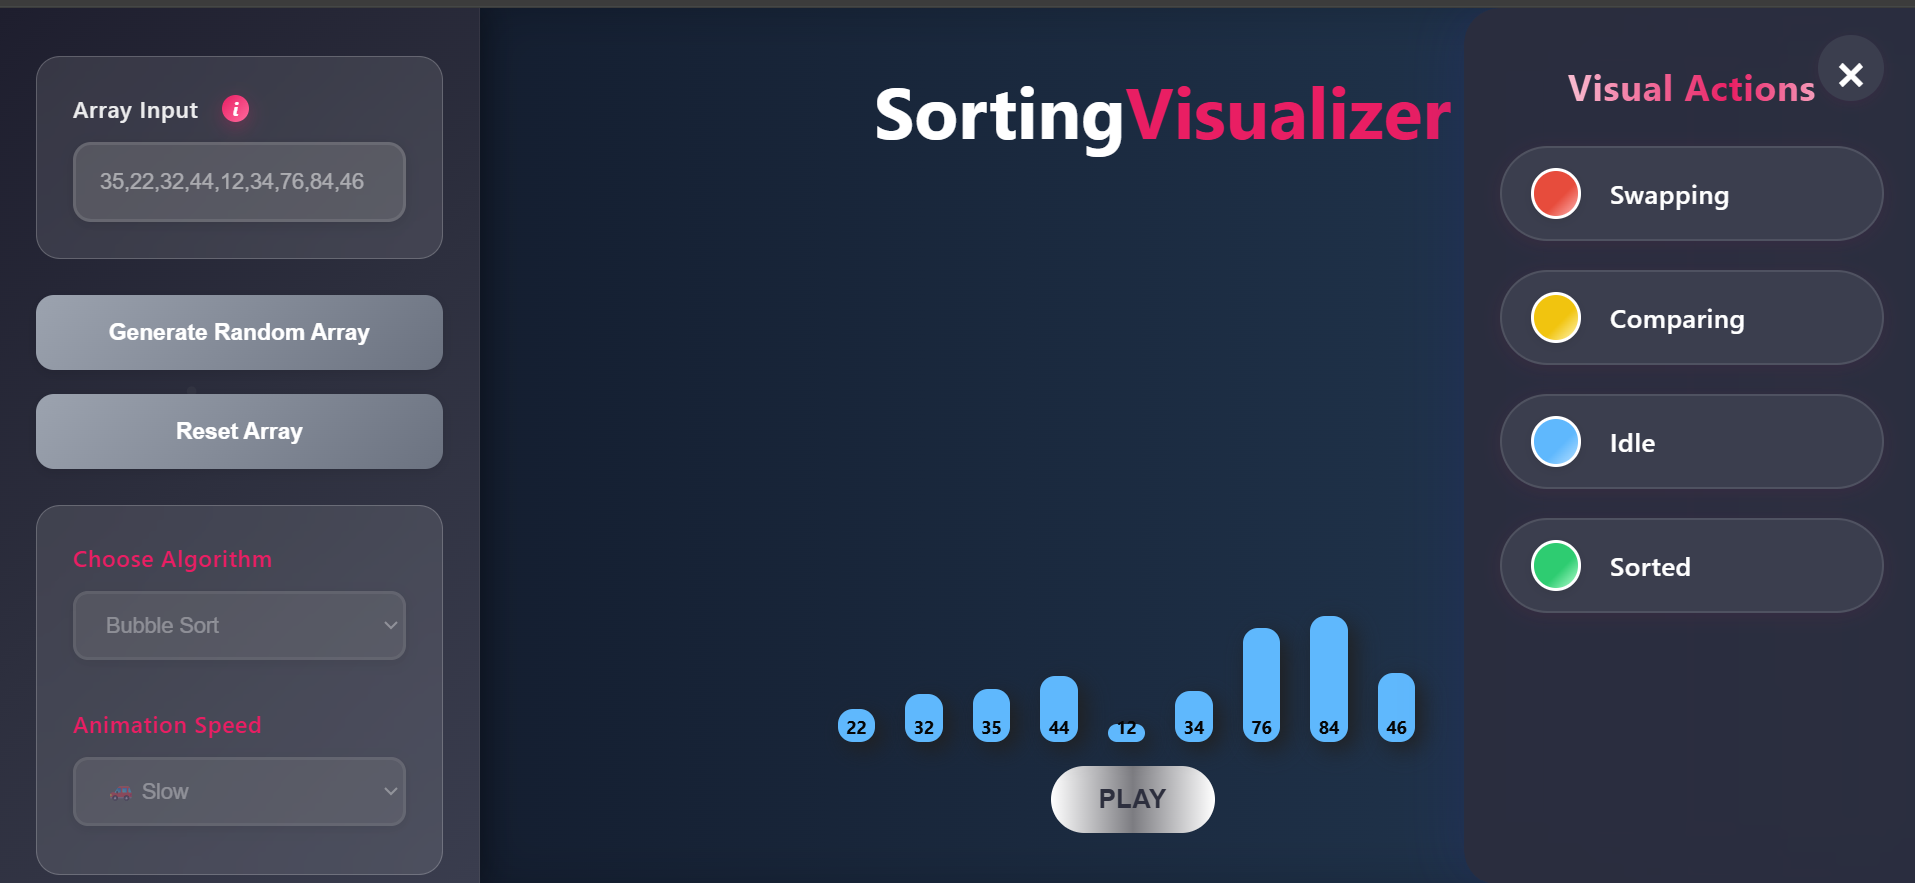 Array Input i
35,22,32,44,12,34,76,84,46
Generate Random Array
Reset Array
Choose Algorithm
Bubble Sort
Animation Speed
Slow
SortingVisualizer
22 32 35 44 12 34 76 84 46
PLAY
Visual Actions
Swapping
Comparing
Idle
Sorted